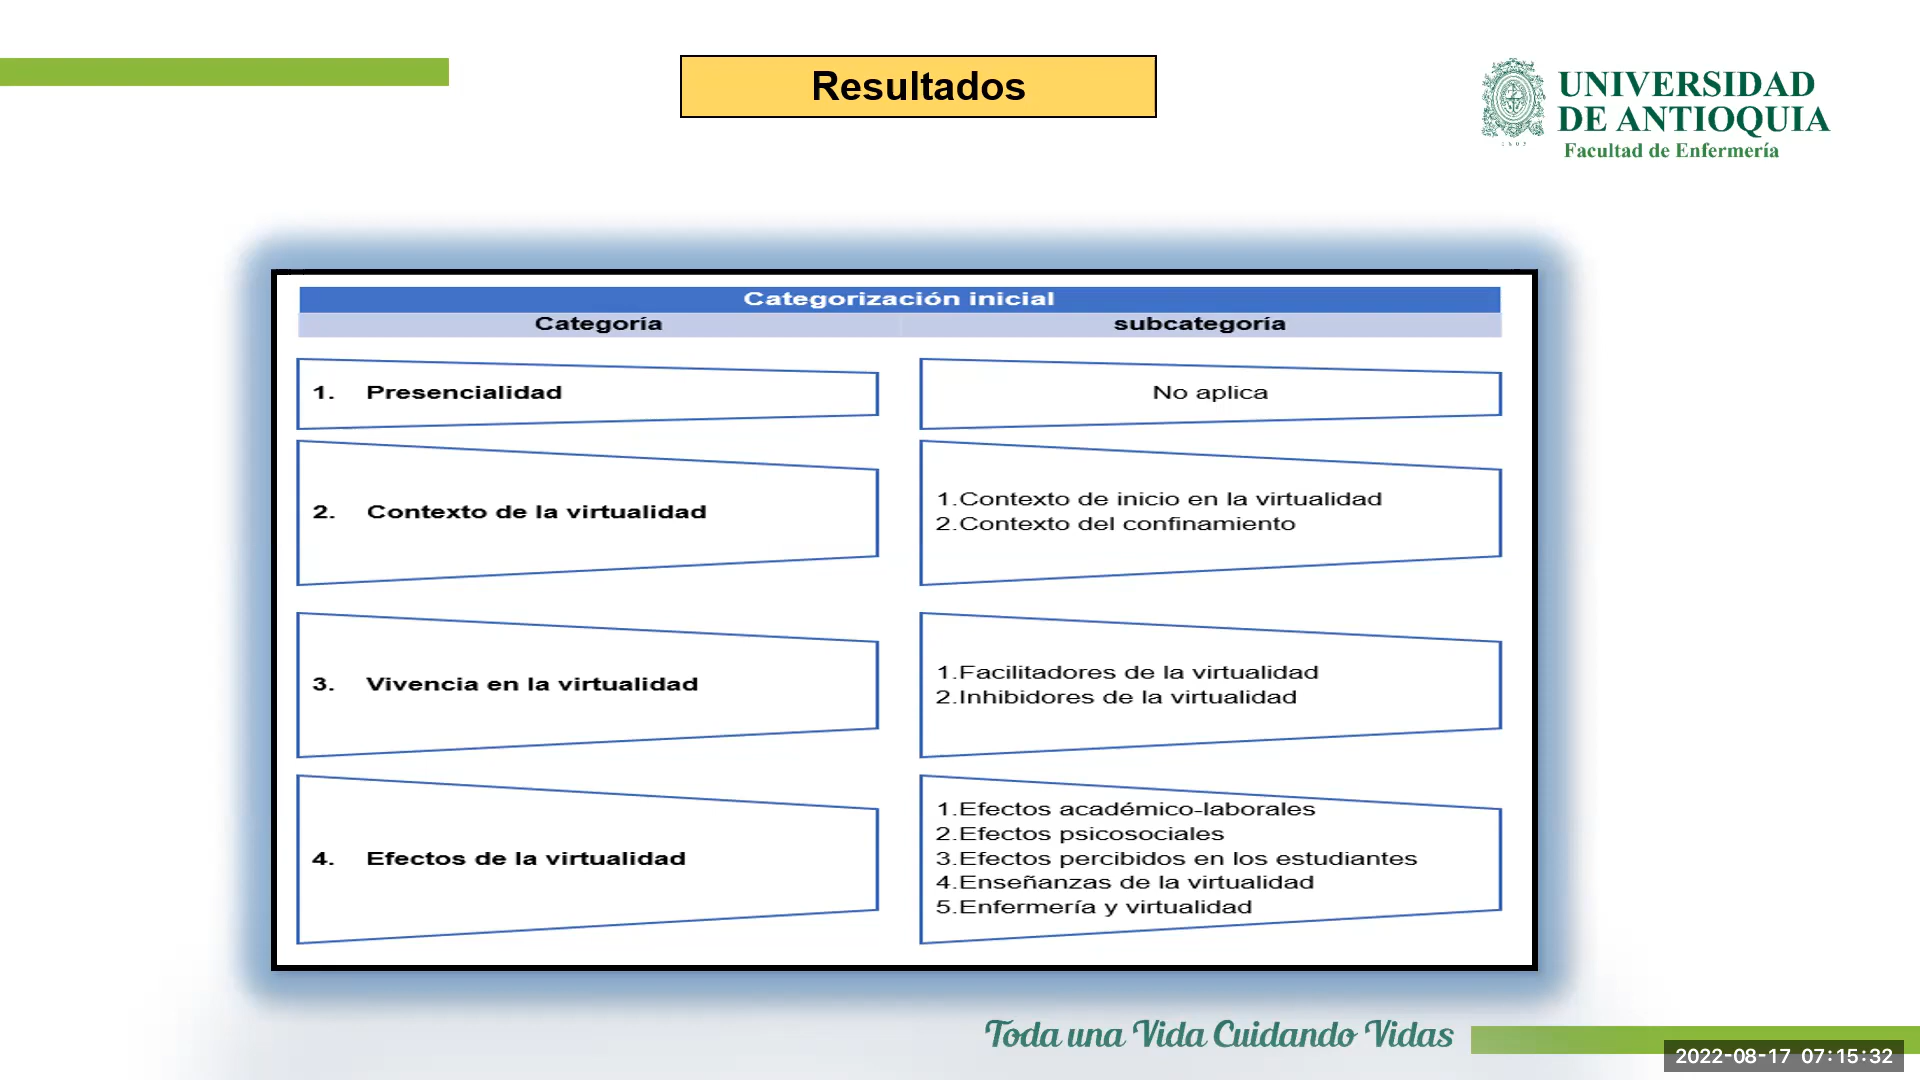 Resultados
UNIVERSIDAD
DE ANTIOQUIA
Facultad de Enfermería
1803
Categorización inicial
Categoría
subcategoría
1. Presencialidad
No aplica
2. Contexto de la virtualidad
1.Contexto de inicio en la virtualidad
2.Contexto del confinamiento
3. Vivencia en la virtualidad
1.Facilitadores de la virtualidad
2.Inhibidores de la virtualidad
4. Efectos de la virtualidad
1.Efectos académico-laborales
2.Efectos psicosociales
3.Efectos percibidos en los estudiantes
4.Enseñanzas de la virtualidad
5.Enfermería y virtualidad
Toda una Vida Cuidando Vidas
2022-08-17 07:15:32